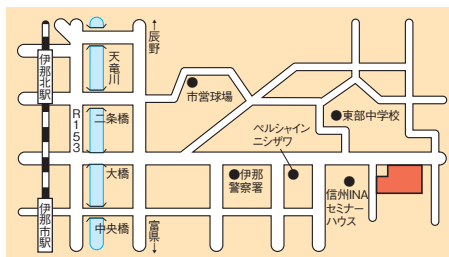 伊那北駅
伊那市駅
R153
天竜川
二条橋
大橋
中央橋
←辰野
富県→
市営球場
ベルシャイン
ニシザワ
東部中学校
伊那
警察署
信州INA
セミナー
ハウス